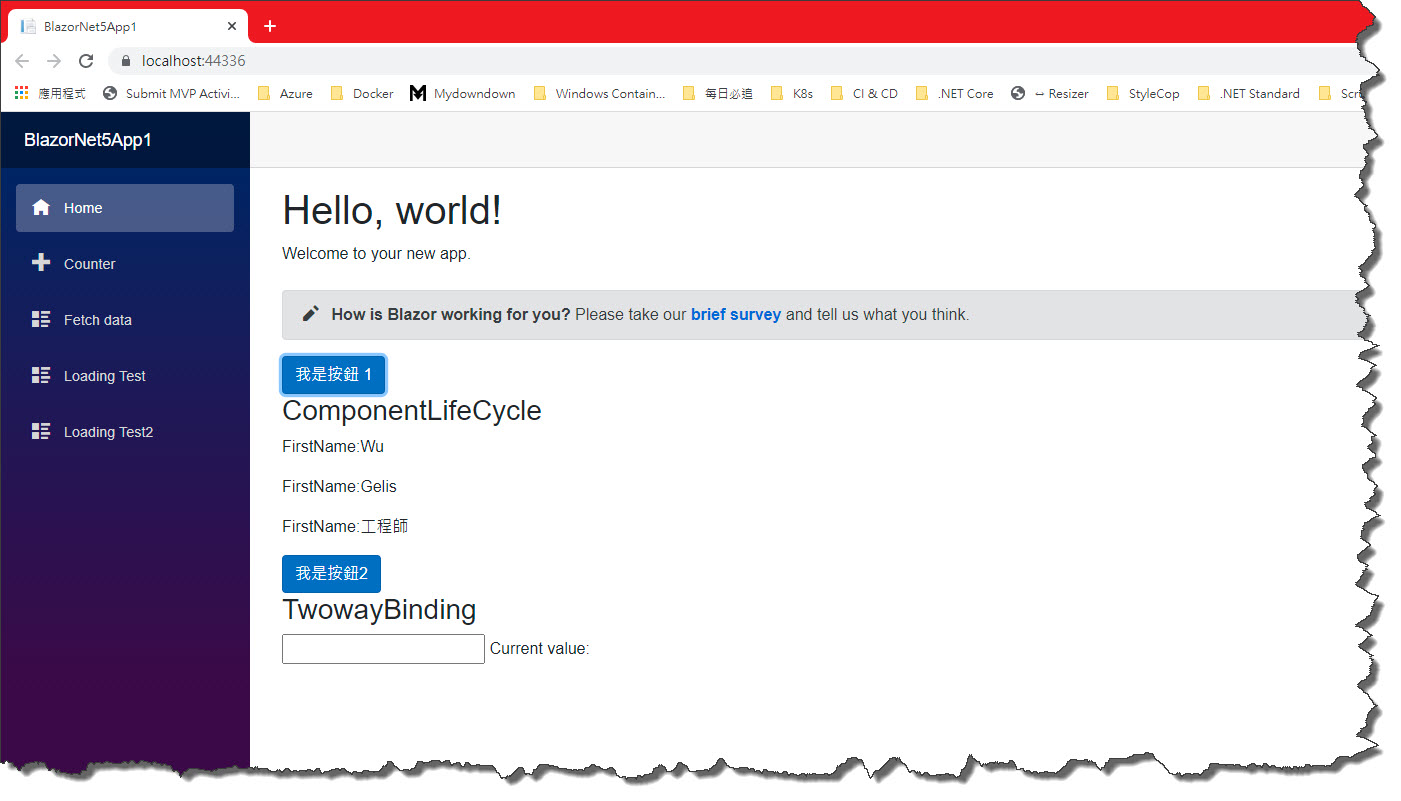 BlazorNet5App1
localhost:44336
應用程式 Submit MVP Activi... Azure Docker Mydowndown Windows Contain... 每日必追 K8s CI & CD .NET Core ↔ Resizer StyleCop .NET Standard
BlazorNet5App1
Home
Counter
Fetch data
Loading Test
Loading Test2
Hello, world!
Welcome to your new app.
How is Blazor working for you? Please take our brief survey and tell us what you think.
我是按鈕 1
ComponentLifeCycle
FirstName:Wu
FirstName:Gelis
FirstName:工程師
我是按鈕2
TwowayBinding
Current value: